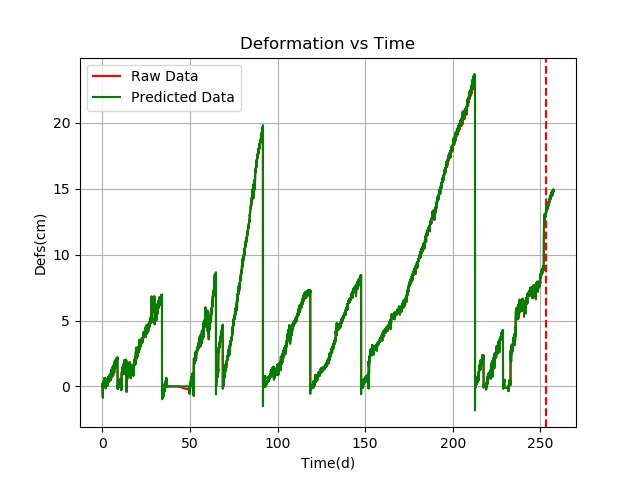 Deformation vs Time
Raw Data
Predicted Data
20
15
10
5
0
Defs(cm)
0 50 100 150 200 250
Time(d)